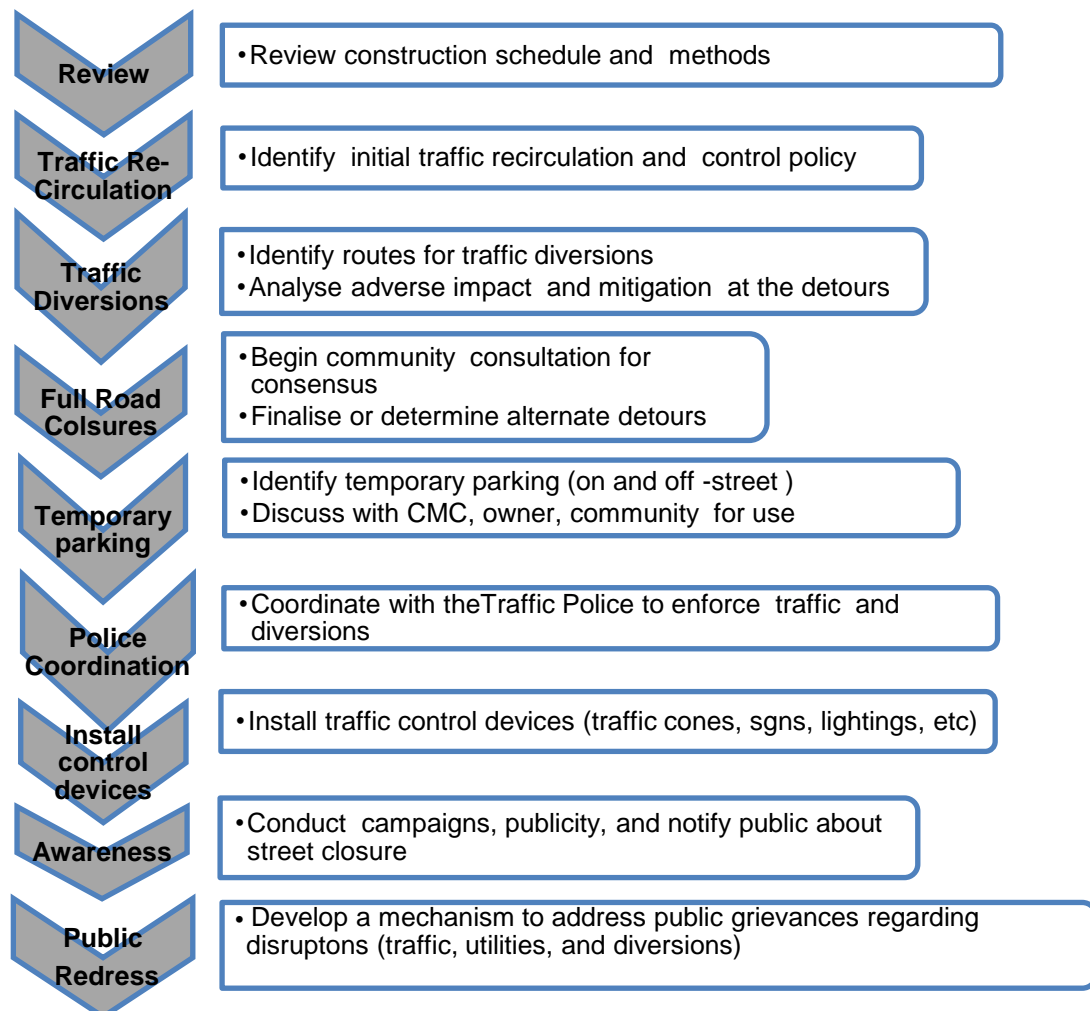 Review
•Review construction schedule and methods
Traffic Re-
Circulation
•Identify initial traffic recirculation and control policy
Traffic
Diversions
•Identify routes for traffic diversions
•Analyse adverse impact and mitigation at the detours
Full Road
Colsures
•Begin community consultation for
consensus
•Finalise or determine alternate detours
Temporary
parking
•Identify temporary parking (on and off -street )
•Discuss with CMC, owner, community for use
Police
Coordination
•Coordinate with theTraffic Police to enforce traffic and
diversions
Install
control
devices
•Install traffic control devices (traffic cones, sgns, lightings, etc)
Awareness
•Conduct campaigns, publicity, and notify public about
street closure
Public
Redress
• Develop a mechanism to address public grievances regarding
disruptons (traffic, utilities, and diversions)